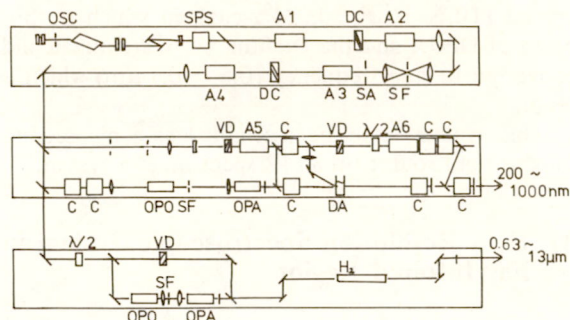 OSC SPS A1 DC A2
A4 DC A3 SA SF
VD A5 C VD λ/2 A6 C C
200 ~
1000nm
C C OPO SF OPA C DA C C
λ/2 VD
0.63~
13μm
SF
H₂
OPO OPA